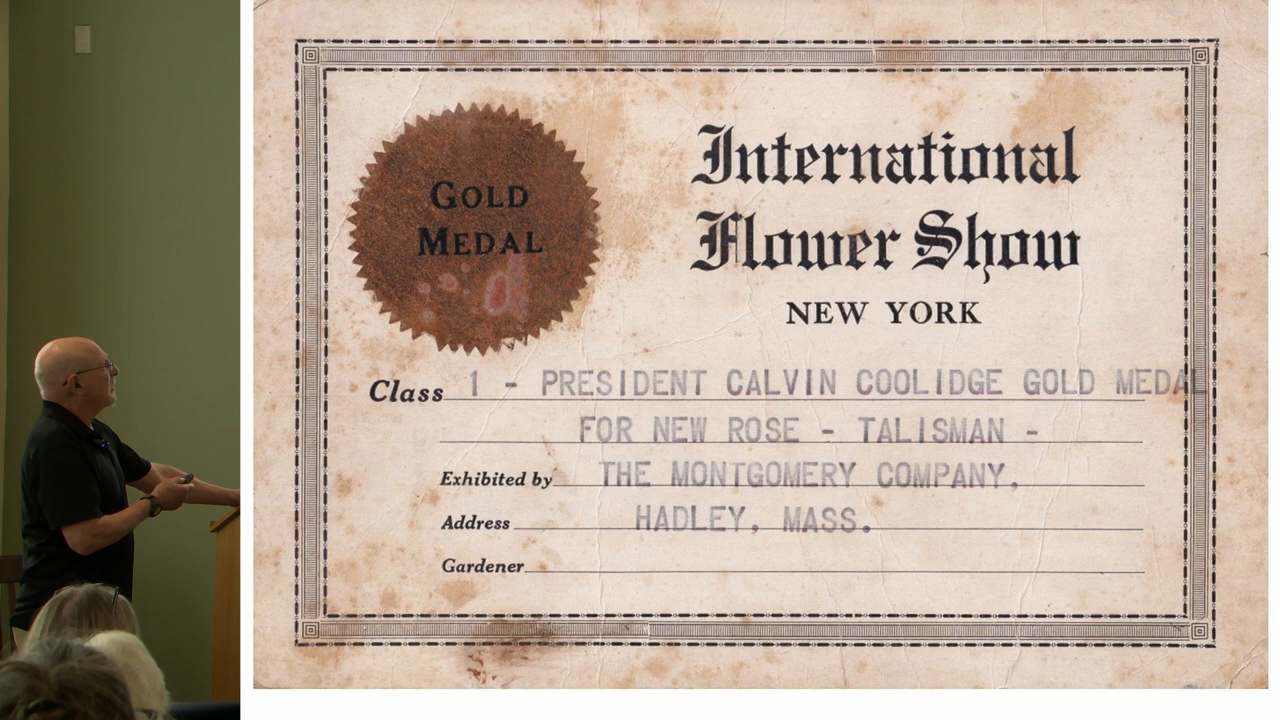 GOLD
MEDAL
International
Flower Show
NEW YORK
Class 1 - PRESIDENT CALVIN COOLIDGE GOLD MEDAL
FOR NEW ROSE - TALISMAN -
Exhibited by THE MONTGOMERY COMPANY,
Address HADLEY, MASS.
Gardener